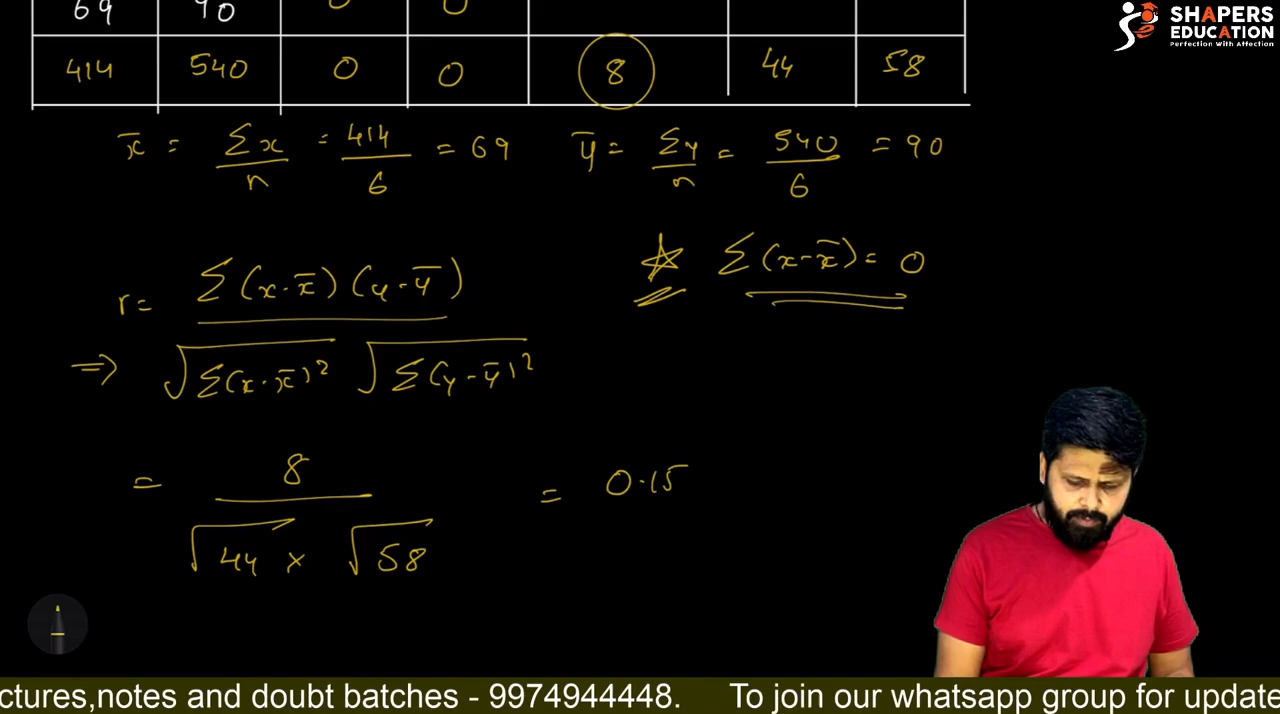 SHAPERS
EDUCATION
Perfection With Affection
69 90 0 0
414 540 0 0 8 44 58
x̄ = Σx/n = 414/6 = 69 ȳ = Σy/n = 540/6 = 90
☆ Σ(x-x̄) = 0
r = Σ(x-x̄)(y-ȳ)
⇒ √Σ(x-x̄)² √Σ(y-ȳ)²
= 8 / √44 × √58 = 0.15
ctures,notes and doubt batches - 9974944448. To join our whatsapp group for update